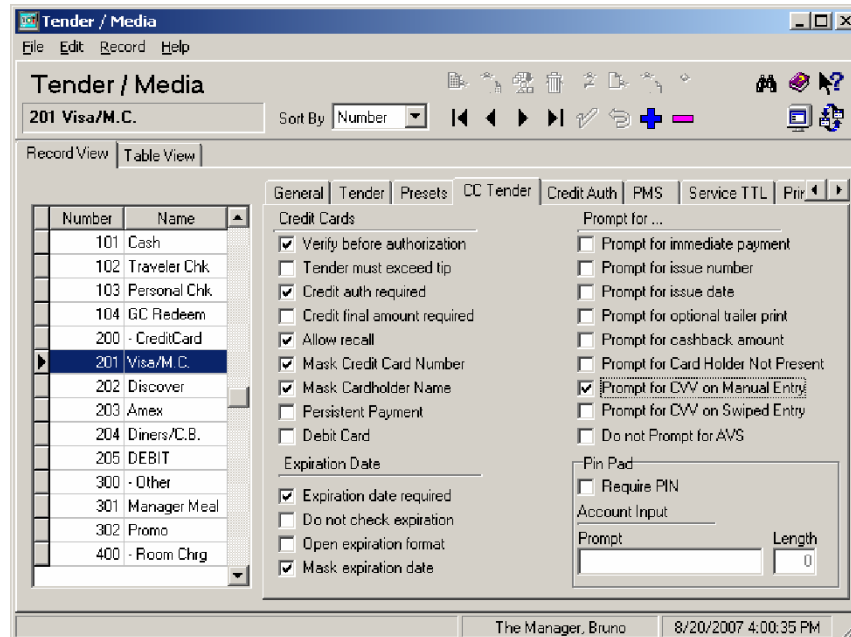 Tender / Media
File Edit Record Help
Tender / Media
201 Visa/M.C.
Sort By Number
Record View Table View
General Tender Presets CC Tender Credit Auth PMS Service TTL
Number Name
101 Cash
102 Traveler Chk
103 Personal Chk
104 GC Redeem
200 - CreditCard
201 Visa/M.C.
202 Discover
203 Amex
204 Diners/C.B.
205 DEBIT
300 - Other
301 Manager Meal
302 Promo
400 - Room Chrg
Credit Cards
Verify before authorization
Tender must exceed tip
Credit auth required
Credit final amount required
Allow recall
Mask Credit Card Number
Mask Cardholder Name
Persistent Payment
Debit Card
Expiration Date
Expiration date required
Do not check expiration
Open expiration format
Mask expiration date
Prompt for ...
Prompt for immediate payment
Prompt for issue number
Prompt for issue date
Prompt for optional trailer print
Prompt for cashback amount
Prompt for Card Holder Not Present
Prompt for CVV on Manual Entry
Prompt for CVV on Swiped Entry
Do not Prompt for AVS
Pin Pad
Require PIN
Account Input
Prompt Length
0
The Manager, Bruno 8/20/2007 4:00:35 PM